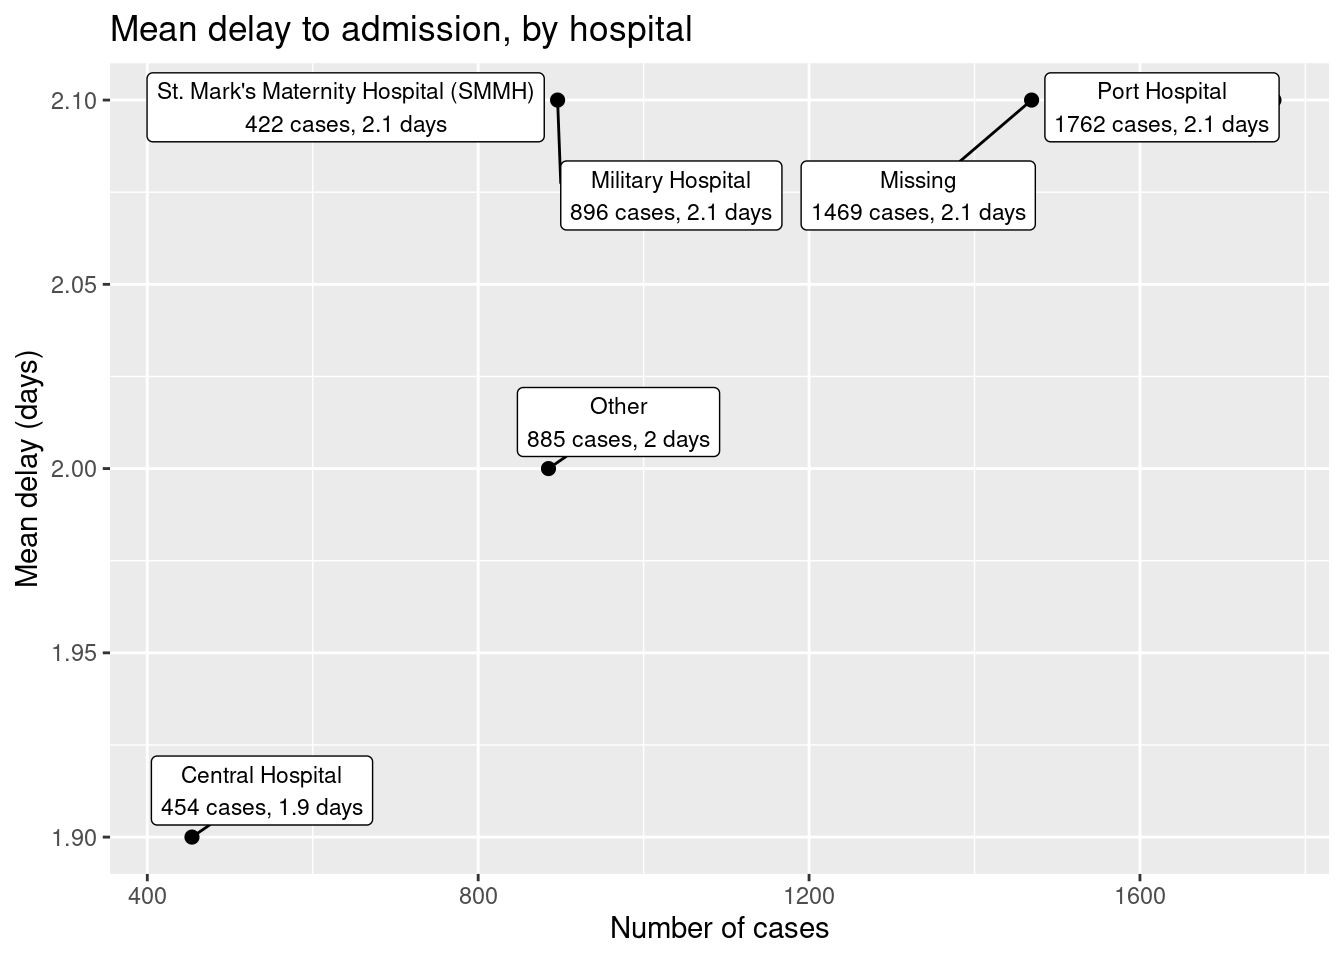 Mean delay to admission, by hospital
St. Mark's Maternity Hospital (SMMH)
422 cases, 2.1 days
Port Hospital
1762 cases, 2.1 days
Military Hospital
896 cases, 2.1 days
Missing
1469 cases, 2.1 days
Other
885 cases, 2 days
Central Hospital
454 cases, 1.9 days
2.10
2.05
2.00
1.95
1.90
Mean delay (days)
400
800
1200
1600
Number of cases